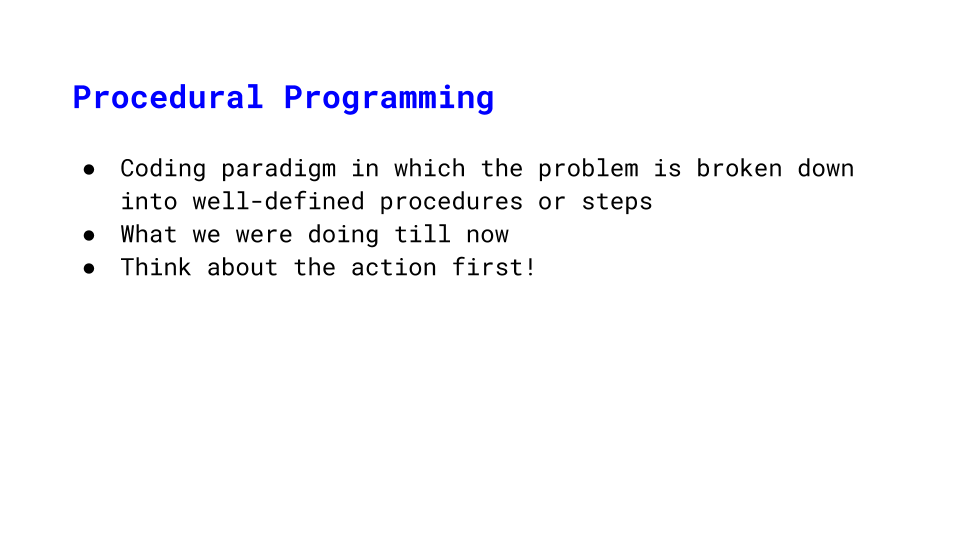 Procedural Programming
● Coding paradigm in which the problem is broken down
into well-defined procedures or steps
● What we were doing till now
● Think about the action first!